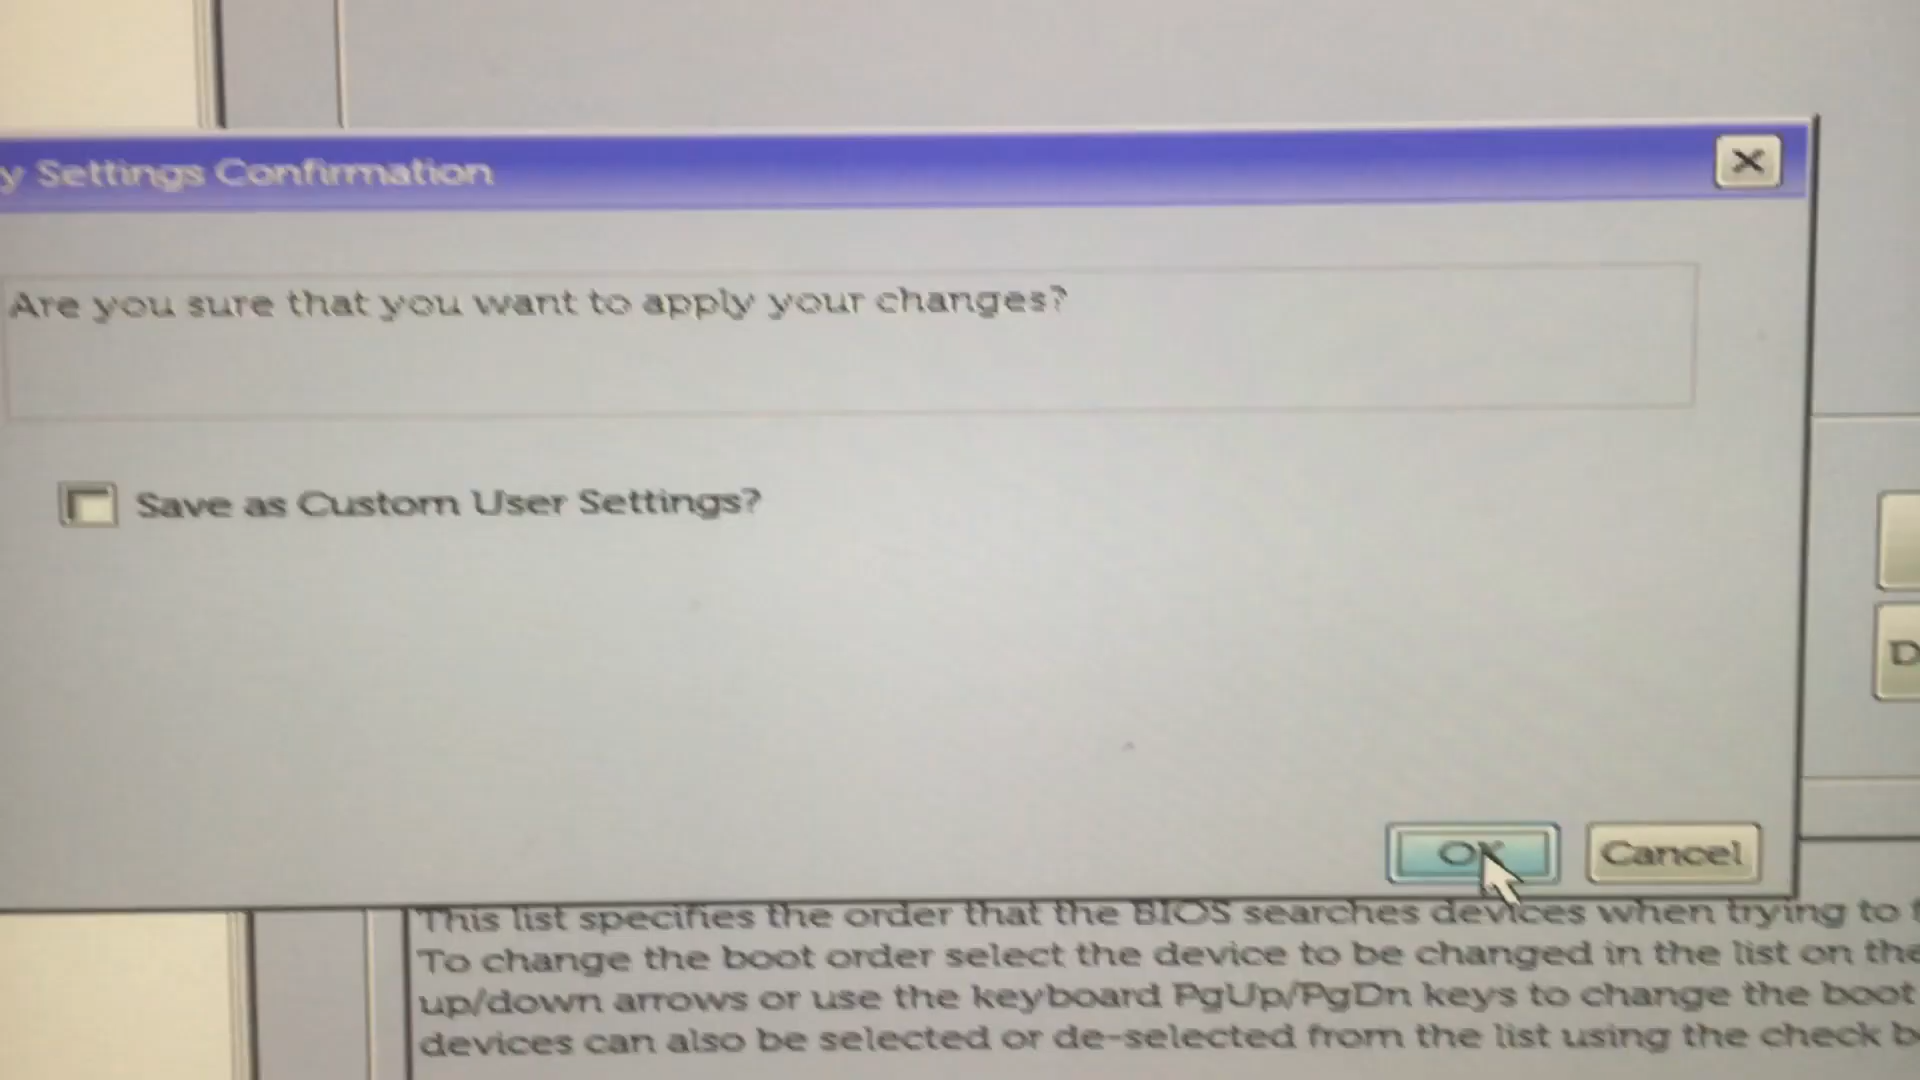 y Settings Confirmation
Are you sure that you want to apply your changes?
Save as Custom User Settings?
D
OK
Cancel
This list specifies the order that the BIOS searches devices when trying to f
To change the boot order select the device to be changed in the list on the
up/down arrows or use the keyboard PgUp/PgDn keys to change the boot
devices can also be selected or de-selected from the list using the check b